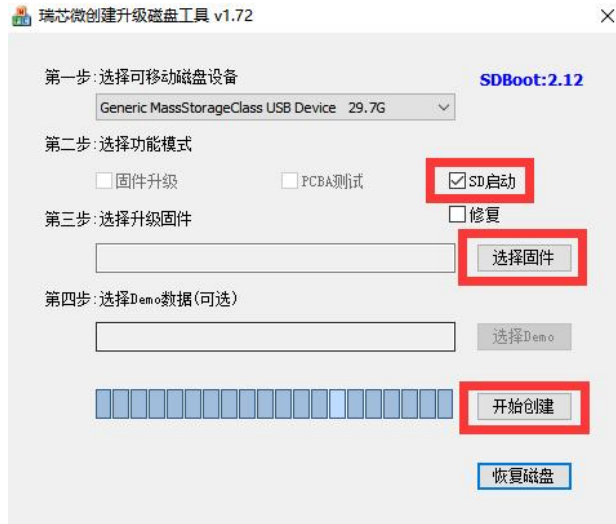 瑞芯微创建升级磁盘工具 v1.72
第一步:选择可移动磁盘设备
SDBoot:2.12
Generic MassStorageClass USB Device 29.7G
第二步:选择功能模式
固件升级
PCBA测试
SD启动
第三步:选择升级固件
修复
选择固件
第四步:选择Demo数据(可选)
选择Demo
开始创建
恢复磁盘